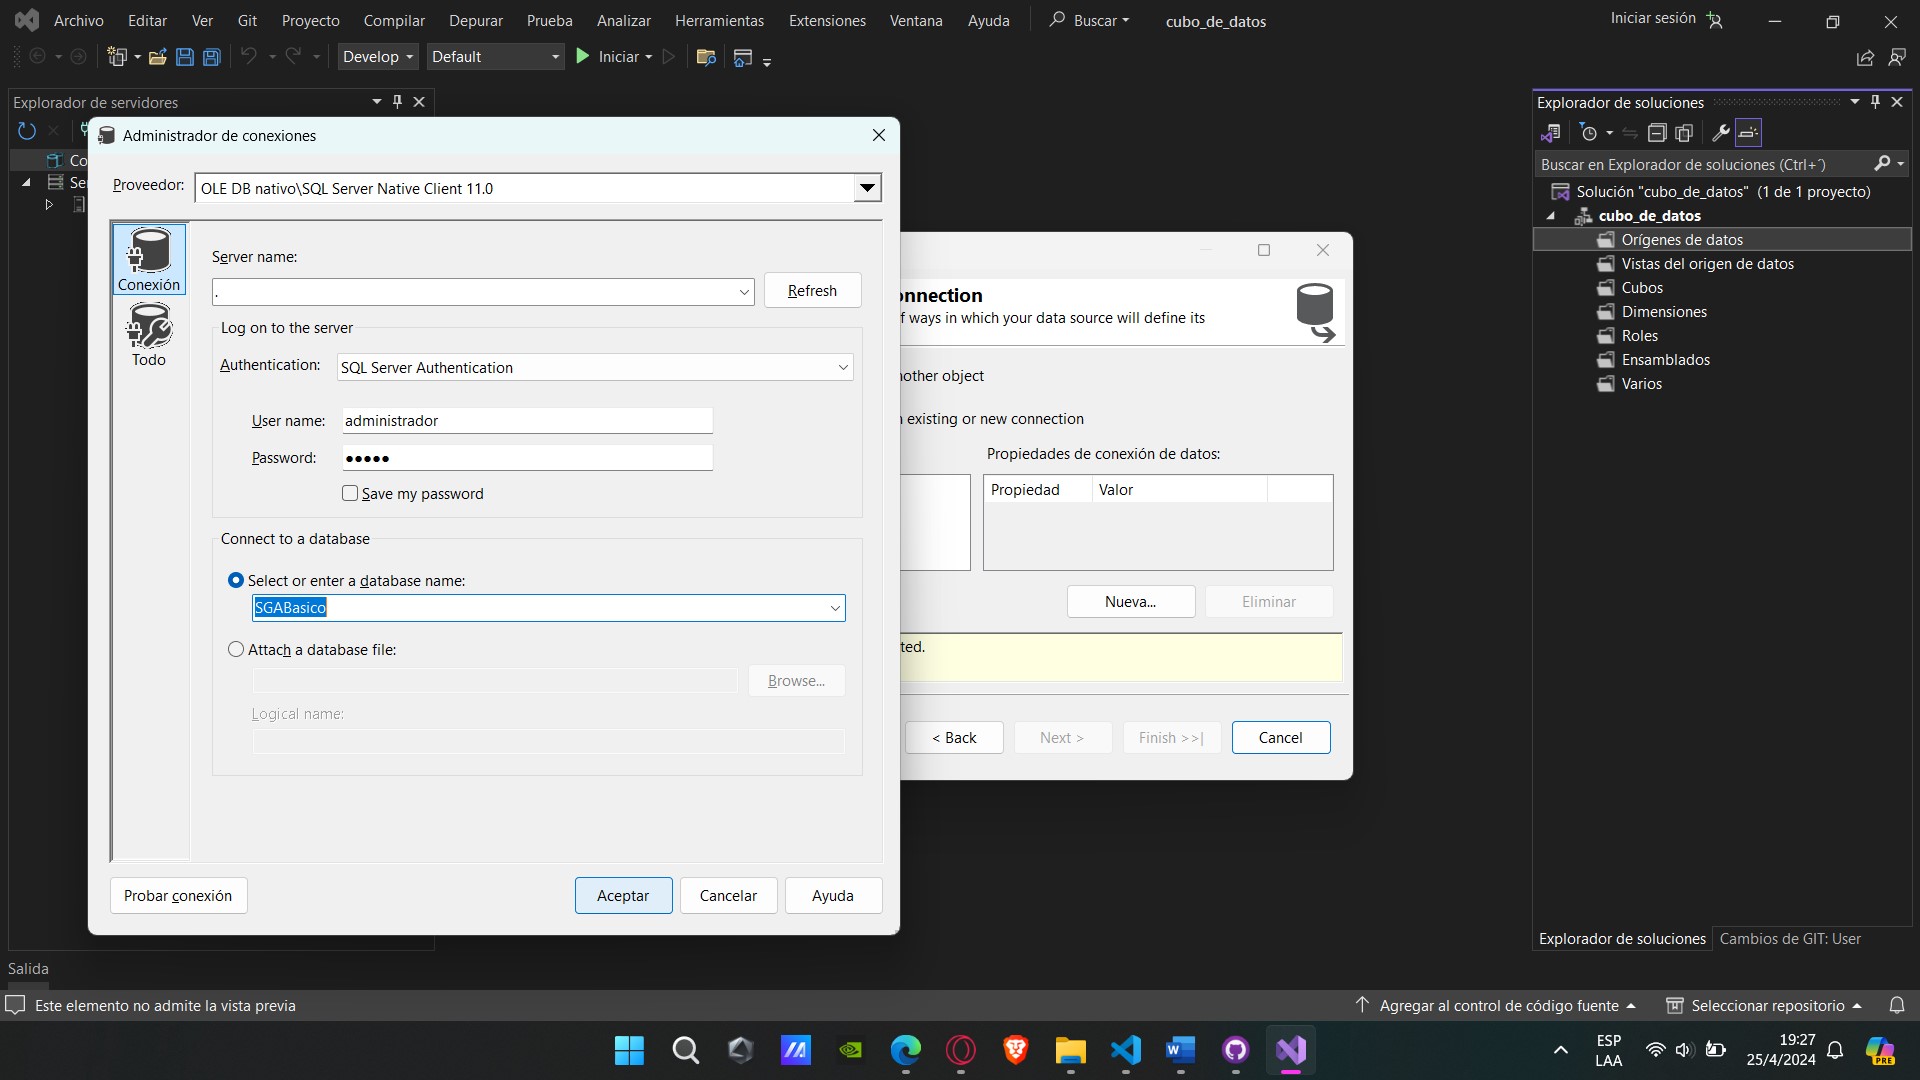 Archivo Editar Ver Git Proyecto Compilar Depurar Prueba Analizar Herramientas Extensiones Ventana Ayuda Buscar cubo_de_datos Iniciar sesión
Develop Default Iniciar
Explorador de servidores
Co
Se
Administrador de conexiones
Proveedor: OLE DB nativo\SQL Server Native Client 11.0
Conexión
Todo
Server name:
. Refresh
Log on to the server
Authentication: SQL Server Authentication
User name: administrador
Password: ●●●●●
Save my password
Connect to a database
Select or enter a database name:
SGABasico
Attach a database file:
Browse...
Logical name:
Probar conexión Aceptar Cancelar Ayuda
onnection
f ways in which your data source will define its
nother object
n existing or new connection
Propiedades de conexión de datos:
Propiedad Valor
Nueva... Eliminar
ted.
< Back Next > Finish >>| Cancel
Explorador de soluciones
Buscar en Explorador de soluciones (Ctrl+´)
Solución "cubo_de_datos" (1 de 1 proyecto)
cubo_de_datos
Orígenes de datos
Vistas del origen de datos
Cubos
Dimensiones
Roles
Ensamblados
Varios
Explorador de soluciones Cambios de GIT: User
Salida
Este elemento no admite la vista previa Agregar al control de código fuente Seleccionar repositorio
ESP
LAA
19:27
25/4/2024
PRE